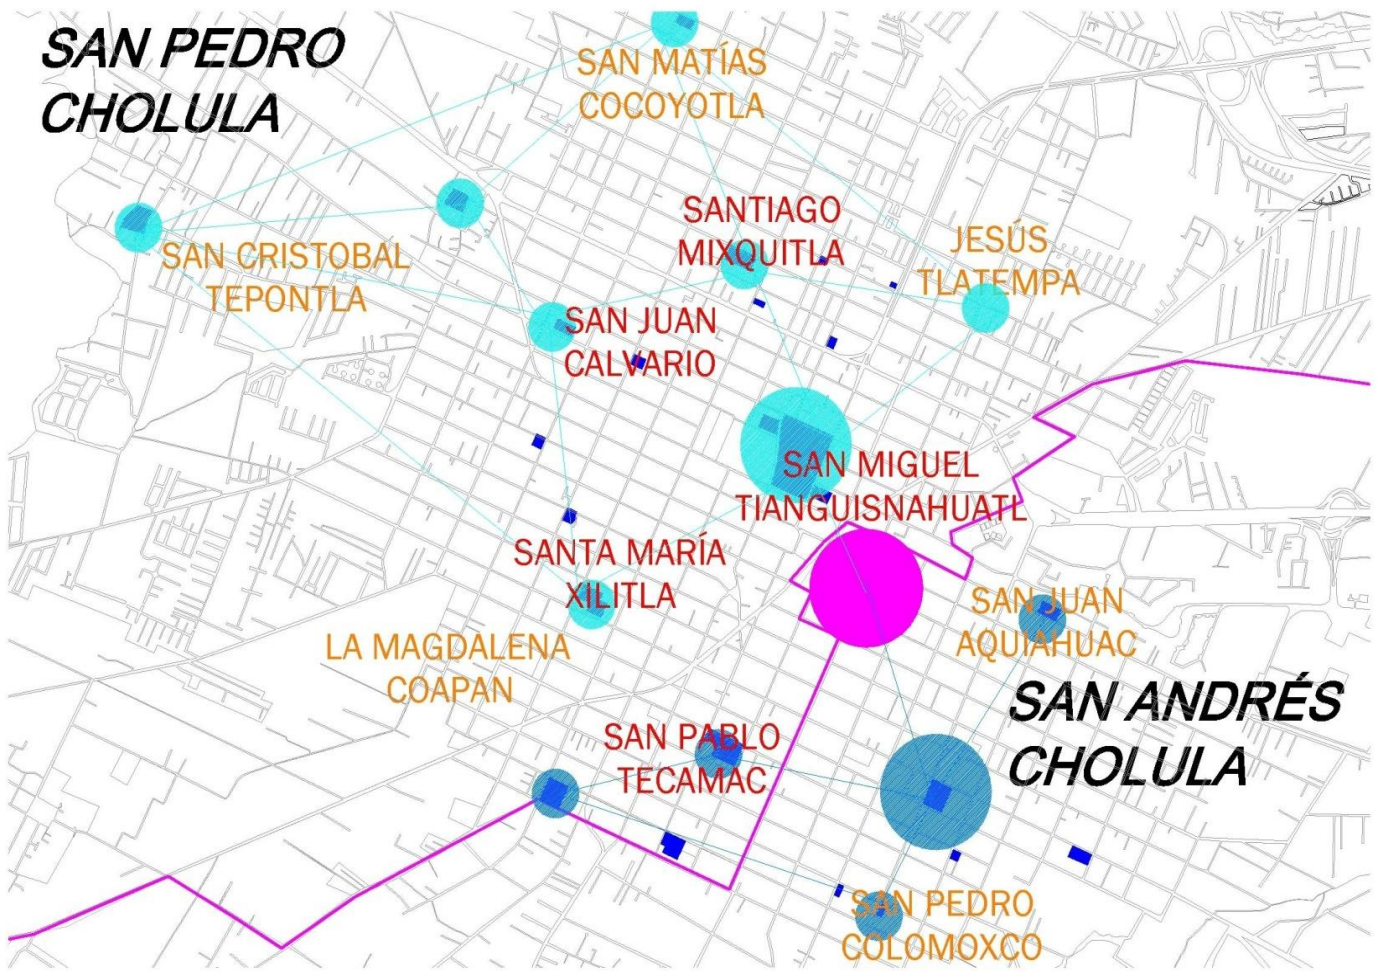 SAN PEDRO
CHOLULA
SAN MATÍAS
COCOYOTLA
SANTIAGO
MIXQUITLA
JESÚS
TLATEMPA
SAN CRISTOBAL
TEPONTLA
SAN JUAN
CALVARIO
SAN MIGUEL
TIANGUISNAHUATL
SANTA MARÍA
XILITLA
SAN JUAN
AQUIAHUAC
LA MAGDALENA
COAPAN
SAN ANDRÉS
CHOLULA
SAN PABLO
TECAMAC
SAN PEDRO
COLOMOXCO